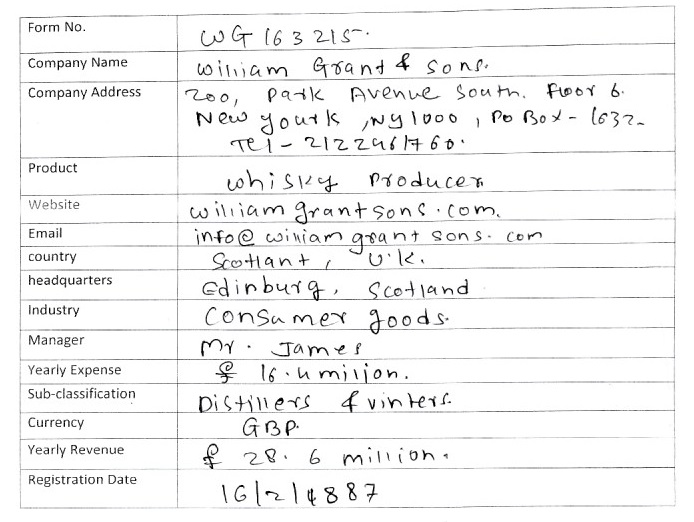 Form No. WG 163215.
Company Name William Grant & sons.
Company Address 200, Park Avenue South. Floor 6.
New yourk , NY 1000 , Po Box - 1632
Tel - 2122461760.
Product Whisky Producer
Website williamgrantsons.com.
Email info@williamgrantsons.com
country Scotlant , U.K.
headquarters Edinburg, Scotland
Industry Consumer goods.
Manager Mr. James
Yearly Expense £ 16.4 milion.
Sub-classification Distillers & vinters.
Currency GBP.
Yearly Revenue £ 28.6 million.
Registration Date 16/2/